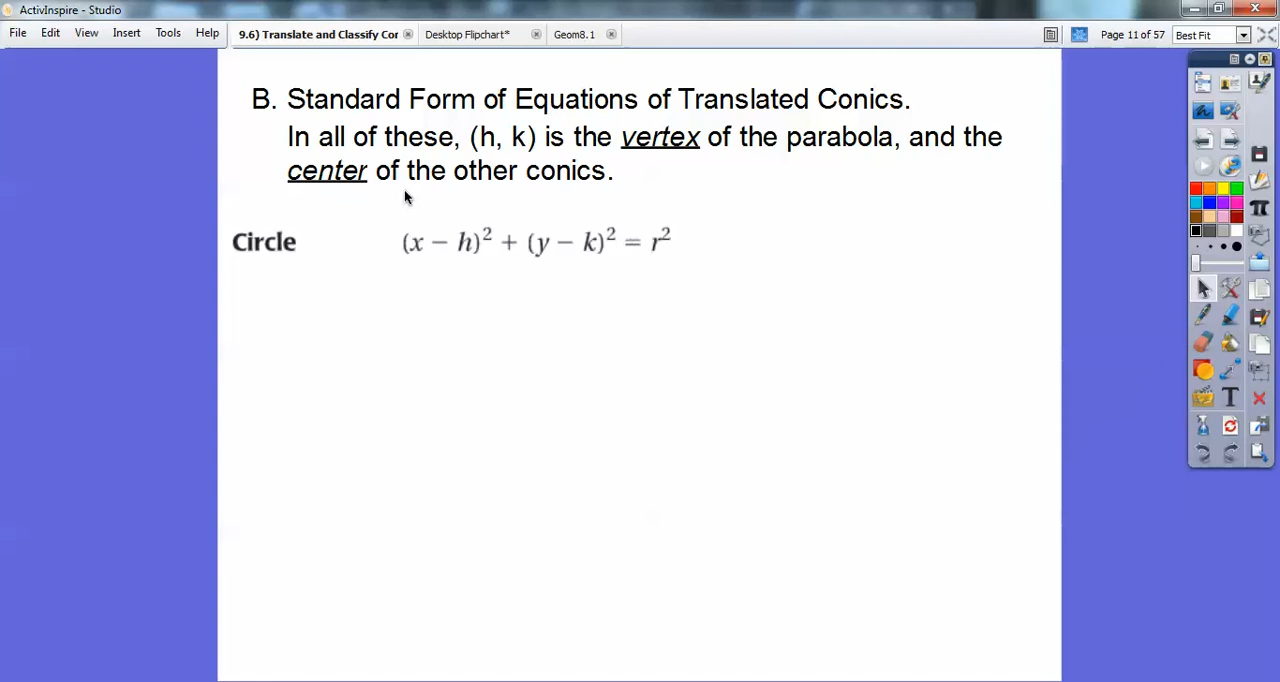 ActivInspire - Studio
File Edit View Insert Tools Help
9.6) Translate and Classify Cor Desktop Flipchart* Geom8.1
Page 11 of 57 Best Fit
B. Standard Form of Equations of Translated Conics.
In all of these, (h, k) is the vertex of the parabola, and the
center of the other conics.
Circle (x − h)² + (y − k)² = r²